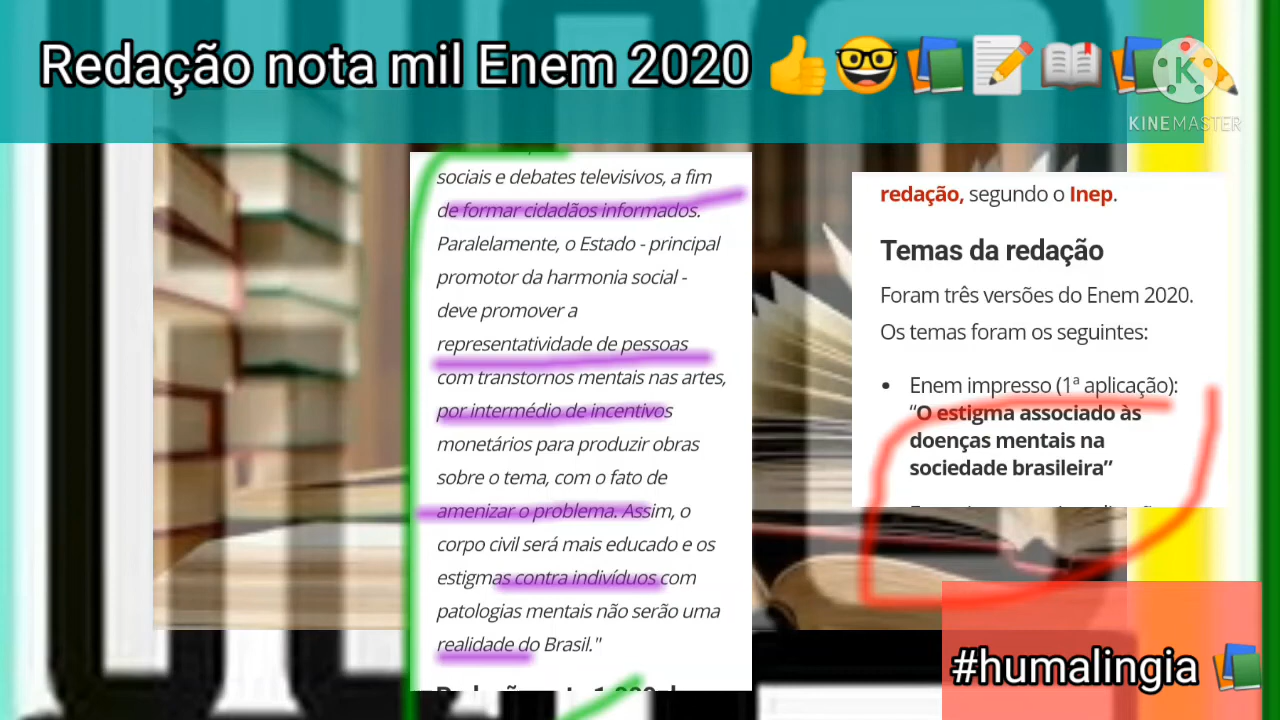 Redação nota mil Enem 2020
KINEMASTER
sociais e debates televisivos, a fim
de formar cidadãos informados.
Paralelamente, o Estado - principal
promotor da harmonia social -
deve promover a
representatividade de pessoas
com transtornos mentais nas artes,
por intermédio de incentivos
monetários para produzir obras
sobre o tema, com o fato de
amenizar o problema. Assim, o
corpo civil será mais educado e os
estigmas contra indivíduos com
patologias mentais não serão uma
realidade do Brasil."
redação, segundo o Inep.
Temas da redação
Foram três versões do Enem 2020.
Os temas foram os seguintes:
• Enem impresso (1ª aplicação):
“O estigma associado às
doenças mentais na
sociedade brasileira”
#humalingia